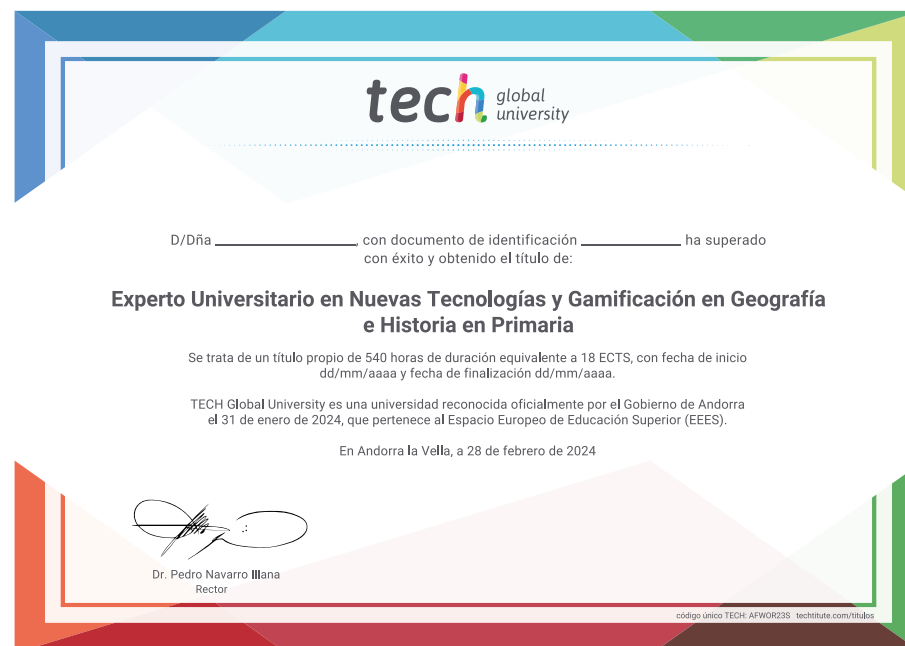 tech global
university
D/Dña ____________________, con documento de identificación ______________ ha superado
con éxito y obtenido el título de:
Experto Universitario en Nuevas Tecnologías y Gamificación en Geografía
e Historia en Primaria
Se trata de un título propio de 540 horas de duración equivalente a 18 ECTS, con fecha de inicio
dd/mm/aaaa y fecha de finalización dd/mm/aaaa.
TECH Global University es una universidad reconocida oficialmente por el Gobierno de Andorra
el 31 de enero de 2024, que pertenece al Espacio Europeo de Educación Superior (EEES).
En Andorra la Vella, a 28 de febrero de 2024
Dr. Pedro Navarro Illana
Rector
código único TECH: AFWOR23S techtitute.com/titulos